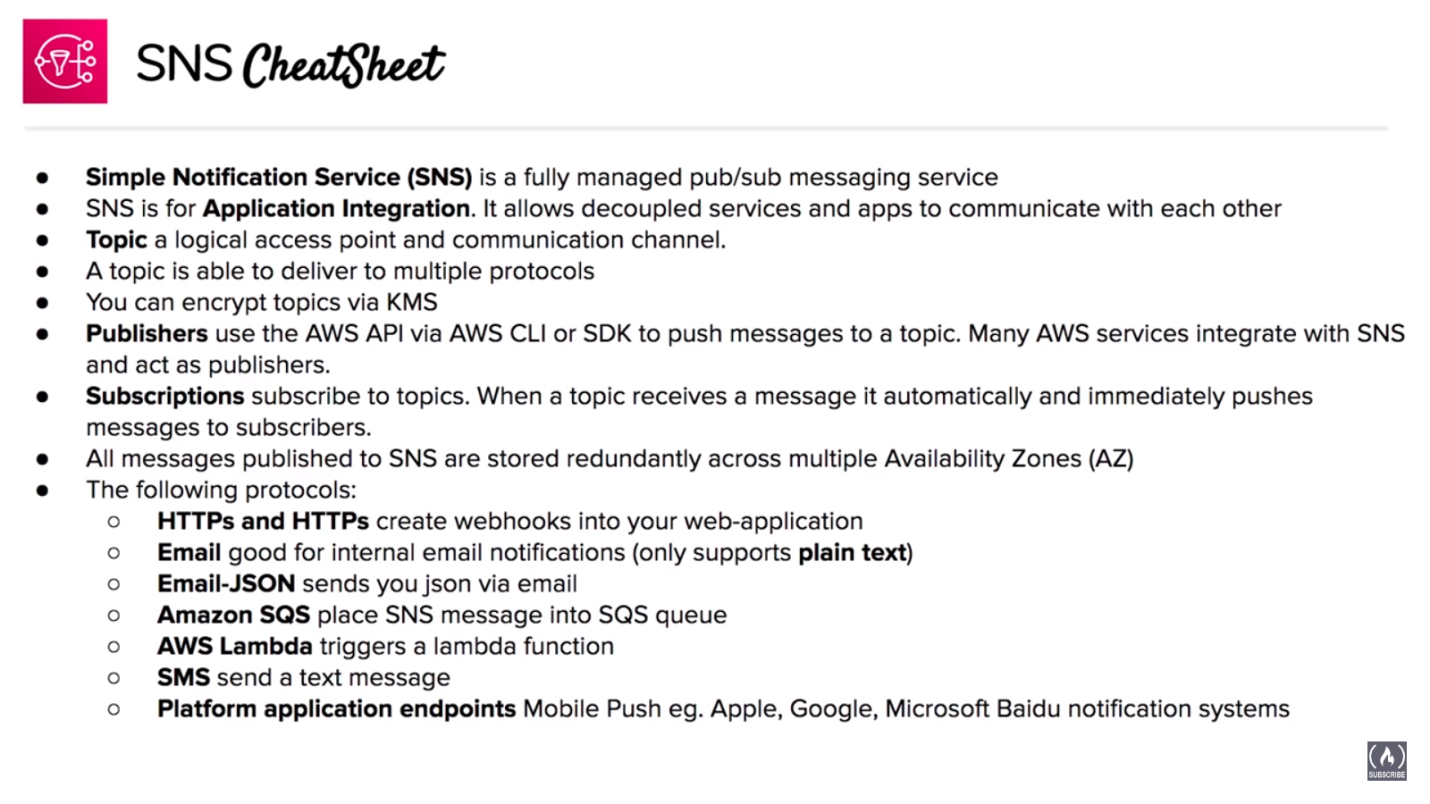 SNS CheatSheet
● Simple Notification Service (SNS) is a fully managed pub/sub messaging service
● SNS is for Application Integration. It allows decoupled services and apps to communicate with each other
● Topic a logical access point and communication channel.
● A topic is able to deliver to multiple protocols
● You can encrypt topics via KMS
● Publishers use the AWS API via AWS CLI or SDK to push messages to a topic. Many AWS services integrate with SNS
and act as publishers.
● Subscriptions subscribe to topics. When a topic receives a message it automatically and immediately pushes
messages to subscribers.
● All messages published to SNS are stored redundantly across multiple Availability Zones (AZ)
● The following protocols:
○ HTTPs and HTTPs create webhooks into your web-application
○ Email good for internal email notifications (only supports plain text)
○ Email-JSON sends you json via email
○ Amazon SQS place SNS message into SQS queue
○ AWS Lambda triggers a lambda function
○ SMS send a text message
○ Platform application endpoints Mobile Push eg. Apple, Google, Microsoft Baidu notification systems
SUBSCRIBE